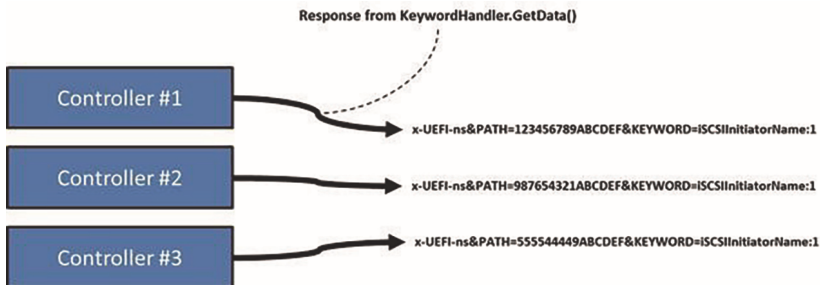 Response from KeywordHandler.GetData()
Controller #1
x-UEFI-ns&PATH=123456789ABCDEF&KEYWORD=iSCSIInitiatorName:1
Controller #2
x-UEFI-ns&PATH=987654321ABCDEF&KEYWORD=iSCSIInitiatorName:1
Controller #3
x-UEFI-ns&PATH=555544449ABCDEF&KEYWORD=iSCSIInitiatorName:1